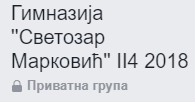 Гимназија
"Светозар
Марковић" II4 2018
Приватна група